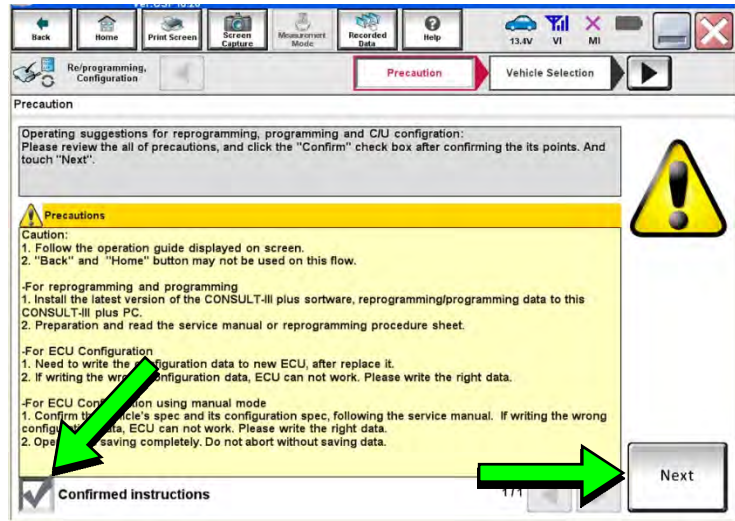 Back
Home
Print Screen
Screen Capture
Measurement Mode
Recorded Data
Help
13.4V
VI
MI
Re/programming, Configuration
Precaution
Vehicle Selection
Precaution
Operating suggestions for reprogramming, programming and C/U configration:
Please review the all of precautions, and click the "Confirm" check box after confirming the its points. And
touch "Next".
Precautions
Caution:
1. Follow the operation guide displayed on screen.
2. "Back" and "Home" button may not be used on this flow.
-For reprogramming and programming
1. Install the latest version of the CONSULT-III plus sortware, reprogramming/programming data to this
CONSULT-III plus PC.
2. Preparation and read the service manual or reprogramming procedure sheet.
-For ECU Configuration
1. Need to write the configuration data to new ECU, after replace it.
2. If writing the wrong configuration data, ECU can not work. Please write the right data.
-For ECU Configuration using manual mode
1. Confirm the vehicle's spec and its configuration spec, following the service manual. If writing the wrong
configuration data, ECU can not work. Please write the right data.
2. saving completely. Do not abort without saving data.
Confirmed instructions
1/1
Next